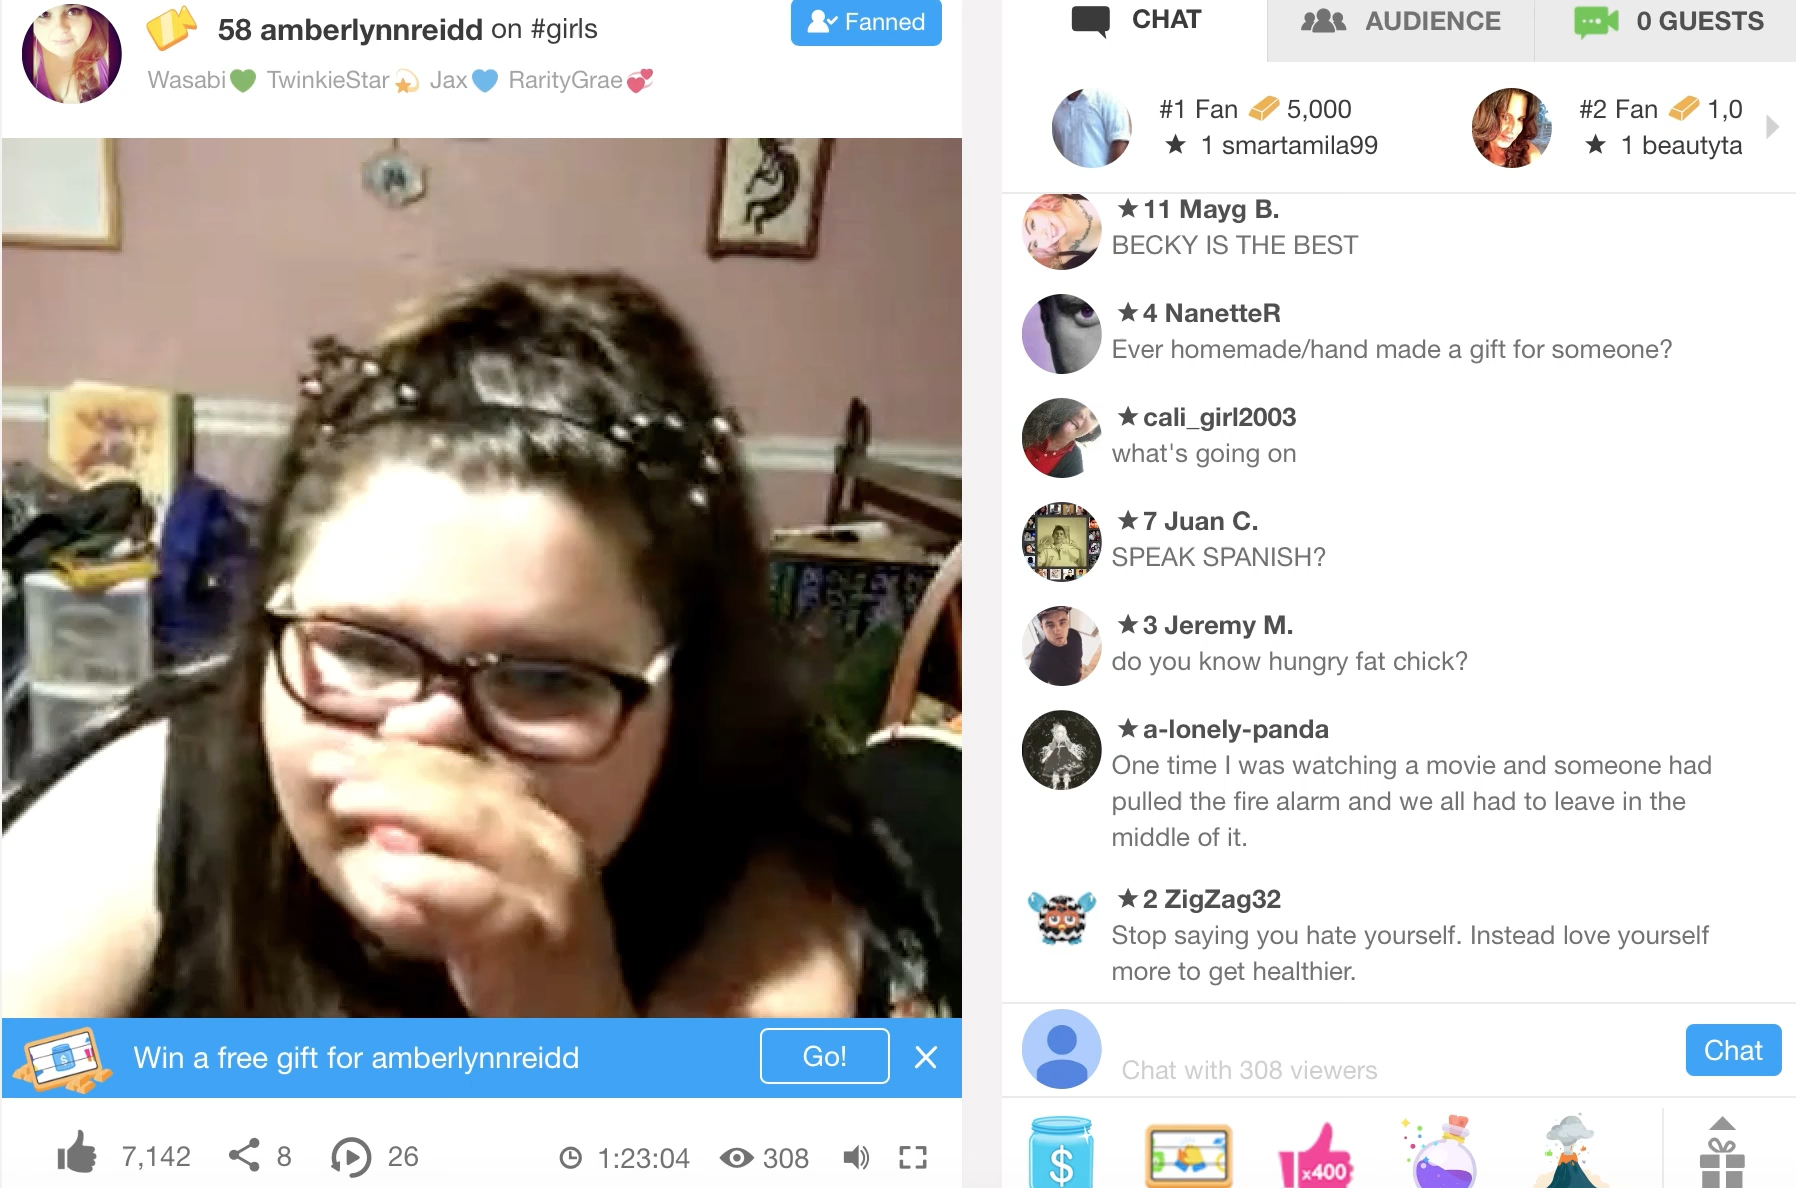 58 amberlynnreidd on #girls
Wasabi💚 TwinkieStar💫 Jax💙 RarityGrae💞
Fanned
Win a free gift for amberlynnreidd
Go!
7,142
8
26
1:23:04
308
CHAT
AUDIENCE
0 GUESTS
#1 Fan 5,000
★ 1 smartamila99
#2 Fan 1,0
★ 1 beautyta
★11 Mayg B.
BECKY IS THE BEST
★4 NanetteR
Ever homemade/hand made a gift for someone?
★cali_girl2003
what's going on
★7 Juan C.
SPEAK SPANISH?
★3 Jeremy M.
do you know hungry fat chick?
★a-lonely-panda
One time I was watching a movie and someone had
pulled the fire alarm and we all had to leave in the
middle of it.
★2 ZigZag32
Stop saying you hate yourself. Instead love yourself
more to get healthier.
Chat with 308 viewers
Chat
$
x400